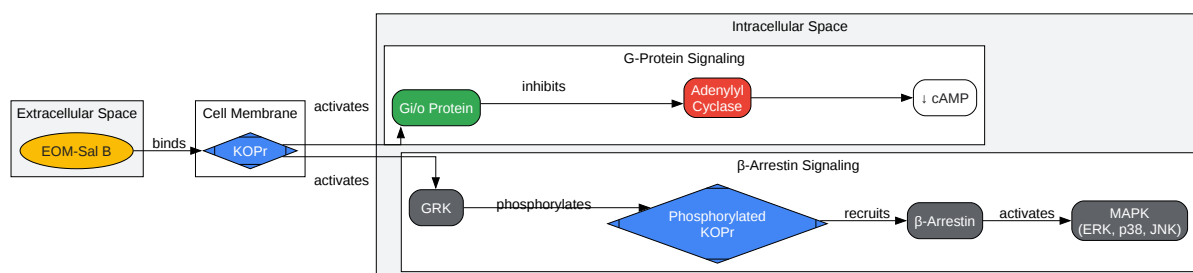 Intracellular Space
G-Protein Signaling
inhibits
Adenylyl
Cyclase
Gi/o Protein
↓ cAMP
activates
Extracellular Space
Cell Membrane
EOM-Sal B
binds
KOPr
activates
β-Arrestin Signaling
GRK
phosphorylates
Phosphorylated
KOPr
recruits
β-Arrestin
activates
MAPK
(ERK, p38, JNK)